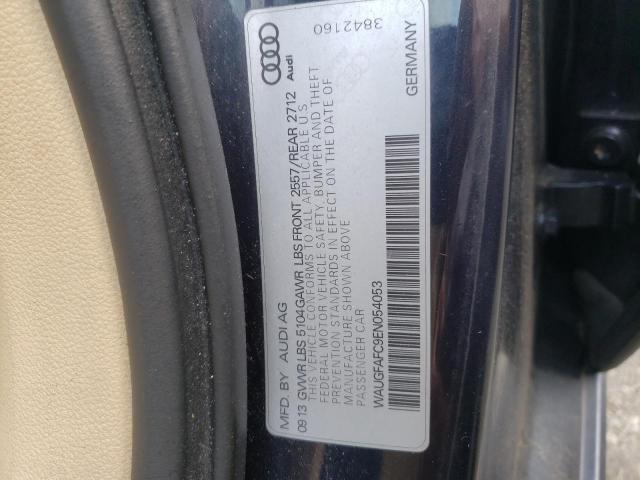 MFD. BY AUDI AG
0913 GVWR LBS 5104 GAWR LBS FRONT 2557/REAR 2712
THIS VEHICLE CONFORMS TO ALL APPLICABLE U.S.
FEDERAL MOTOR VEHICLE SAFETY, BUMPER AND THEFT
PREVENTION STANDARDS IN EFFECT ON THE DATE OF
MANUFACTURE SHOWN ABOVE
PASSENGER CAR
WAUGFAFC9EN054053
GERMANY
Audi
3842160